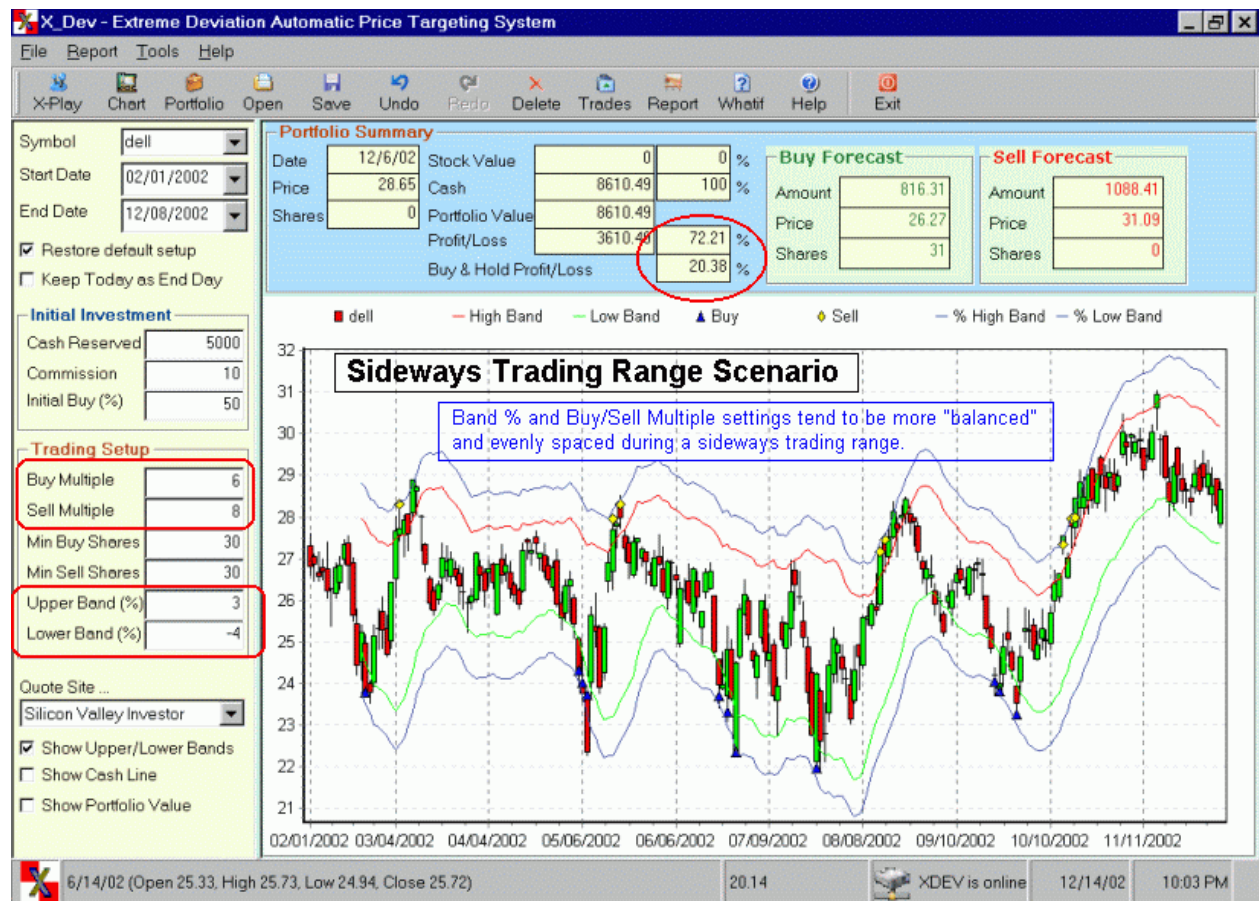 X_Dev - Extreme Deviation Automatic Price Targeting System
File Report Tools Help
X-Play Chart Portfolio Open Save Undo Redo Delete Trades Report Whatif Help Exit
Symbol dell
Start Date 02/01/2002
End Date 12/08/2002
Restore default setup
Keep Today as End Day
Initial Investment
Cash Reserved 5000
Commission 10
Initial Buy (%) 50
Trading Setup
Buy Multiple 6
Sell Multiple 8
Min Buy Shares 30
Min Sell Shares 30
Upper Band (%) 3
Lower Band (%) -4
Quote Site ...
Silicon Valley Investor
Show Upper/Lower Bands
Show Cash Line
Show Portfolio Value
Portfolio Summary
Date 12/6/02 Stock Value 0 0 %
Price 28.65 Cash 8610.49 100 %
Shares 0 Portfolio Value 8610.49
Profit/Loss 3610.49 72.21 %
Buy & Hold Profit/Loss 20.38 %
Buy Forecast
Amount 816.31
Price 26.27
Shares 31
Sell Forecast
Amount 1088.41
Price 31.09
Shares 0
dell High Band Low Band Buy Sell % High Band % Low Band
Sideways Trading Range Scenario
Band % and Buy/Sell Multiple settings tend to be more "balanced"
and evenly spaced during a sideways trading range.
32
31
30
29
28
27
26
25
24
23
22
21
02/01/2002 03/04/2002 04/04/2002 05/06/2002 06/06/2002 07/09/2002 08/08/2002 09/10/2002 10/10/2002 11/11/2002
6/14/02 (Open 25.33, High 25.73, Low 24.94, Close 25.72) 20.14 XDEV is online 12/14/02 10:03 PM